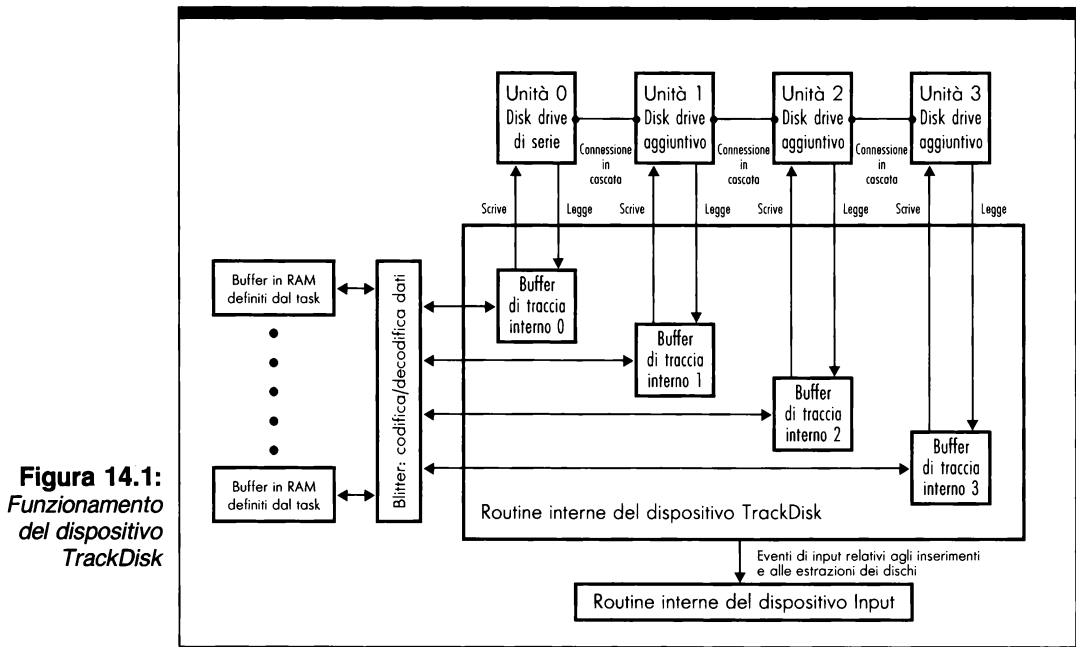 Unità 0
Disk drive
di serie
Unità 1
Disk drive
aggiuntivo
Unità 2
Disk drive
aggiuntivo
Unità 3
Disk drive
aggiuntivo
Connessione
in
cascata
Connessione
in
cascata
Connessione
in
cascata
Scrive
Legge
Scrive
Legge
Scrive
Legge
Scrive
Legge
Buffer in RAM
definiti dal task
Buffer in RAM
definiti dal task
Blitter: codifica/decodifica dati
Buffer
di traccia
interno 0
Buffer
di traccia
interno 1
Buffer
di traccia
interno 2
Buffer
di traccia
interno 3
Routine interne del dispositivo TrackDisk
Eventi di input relativi agli inserimenti
e alle estrazioni dei dischi
Routine interne del dispositivo Input
Figura 14.1:
Funzionamento
del dispositivo
TrackDisk